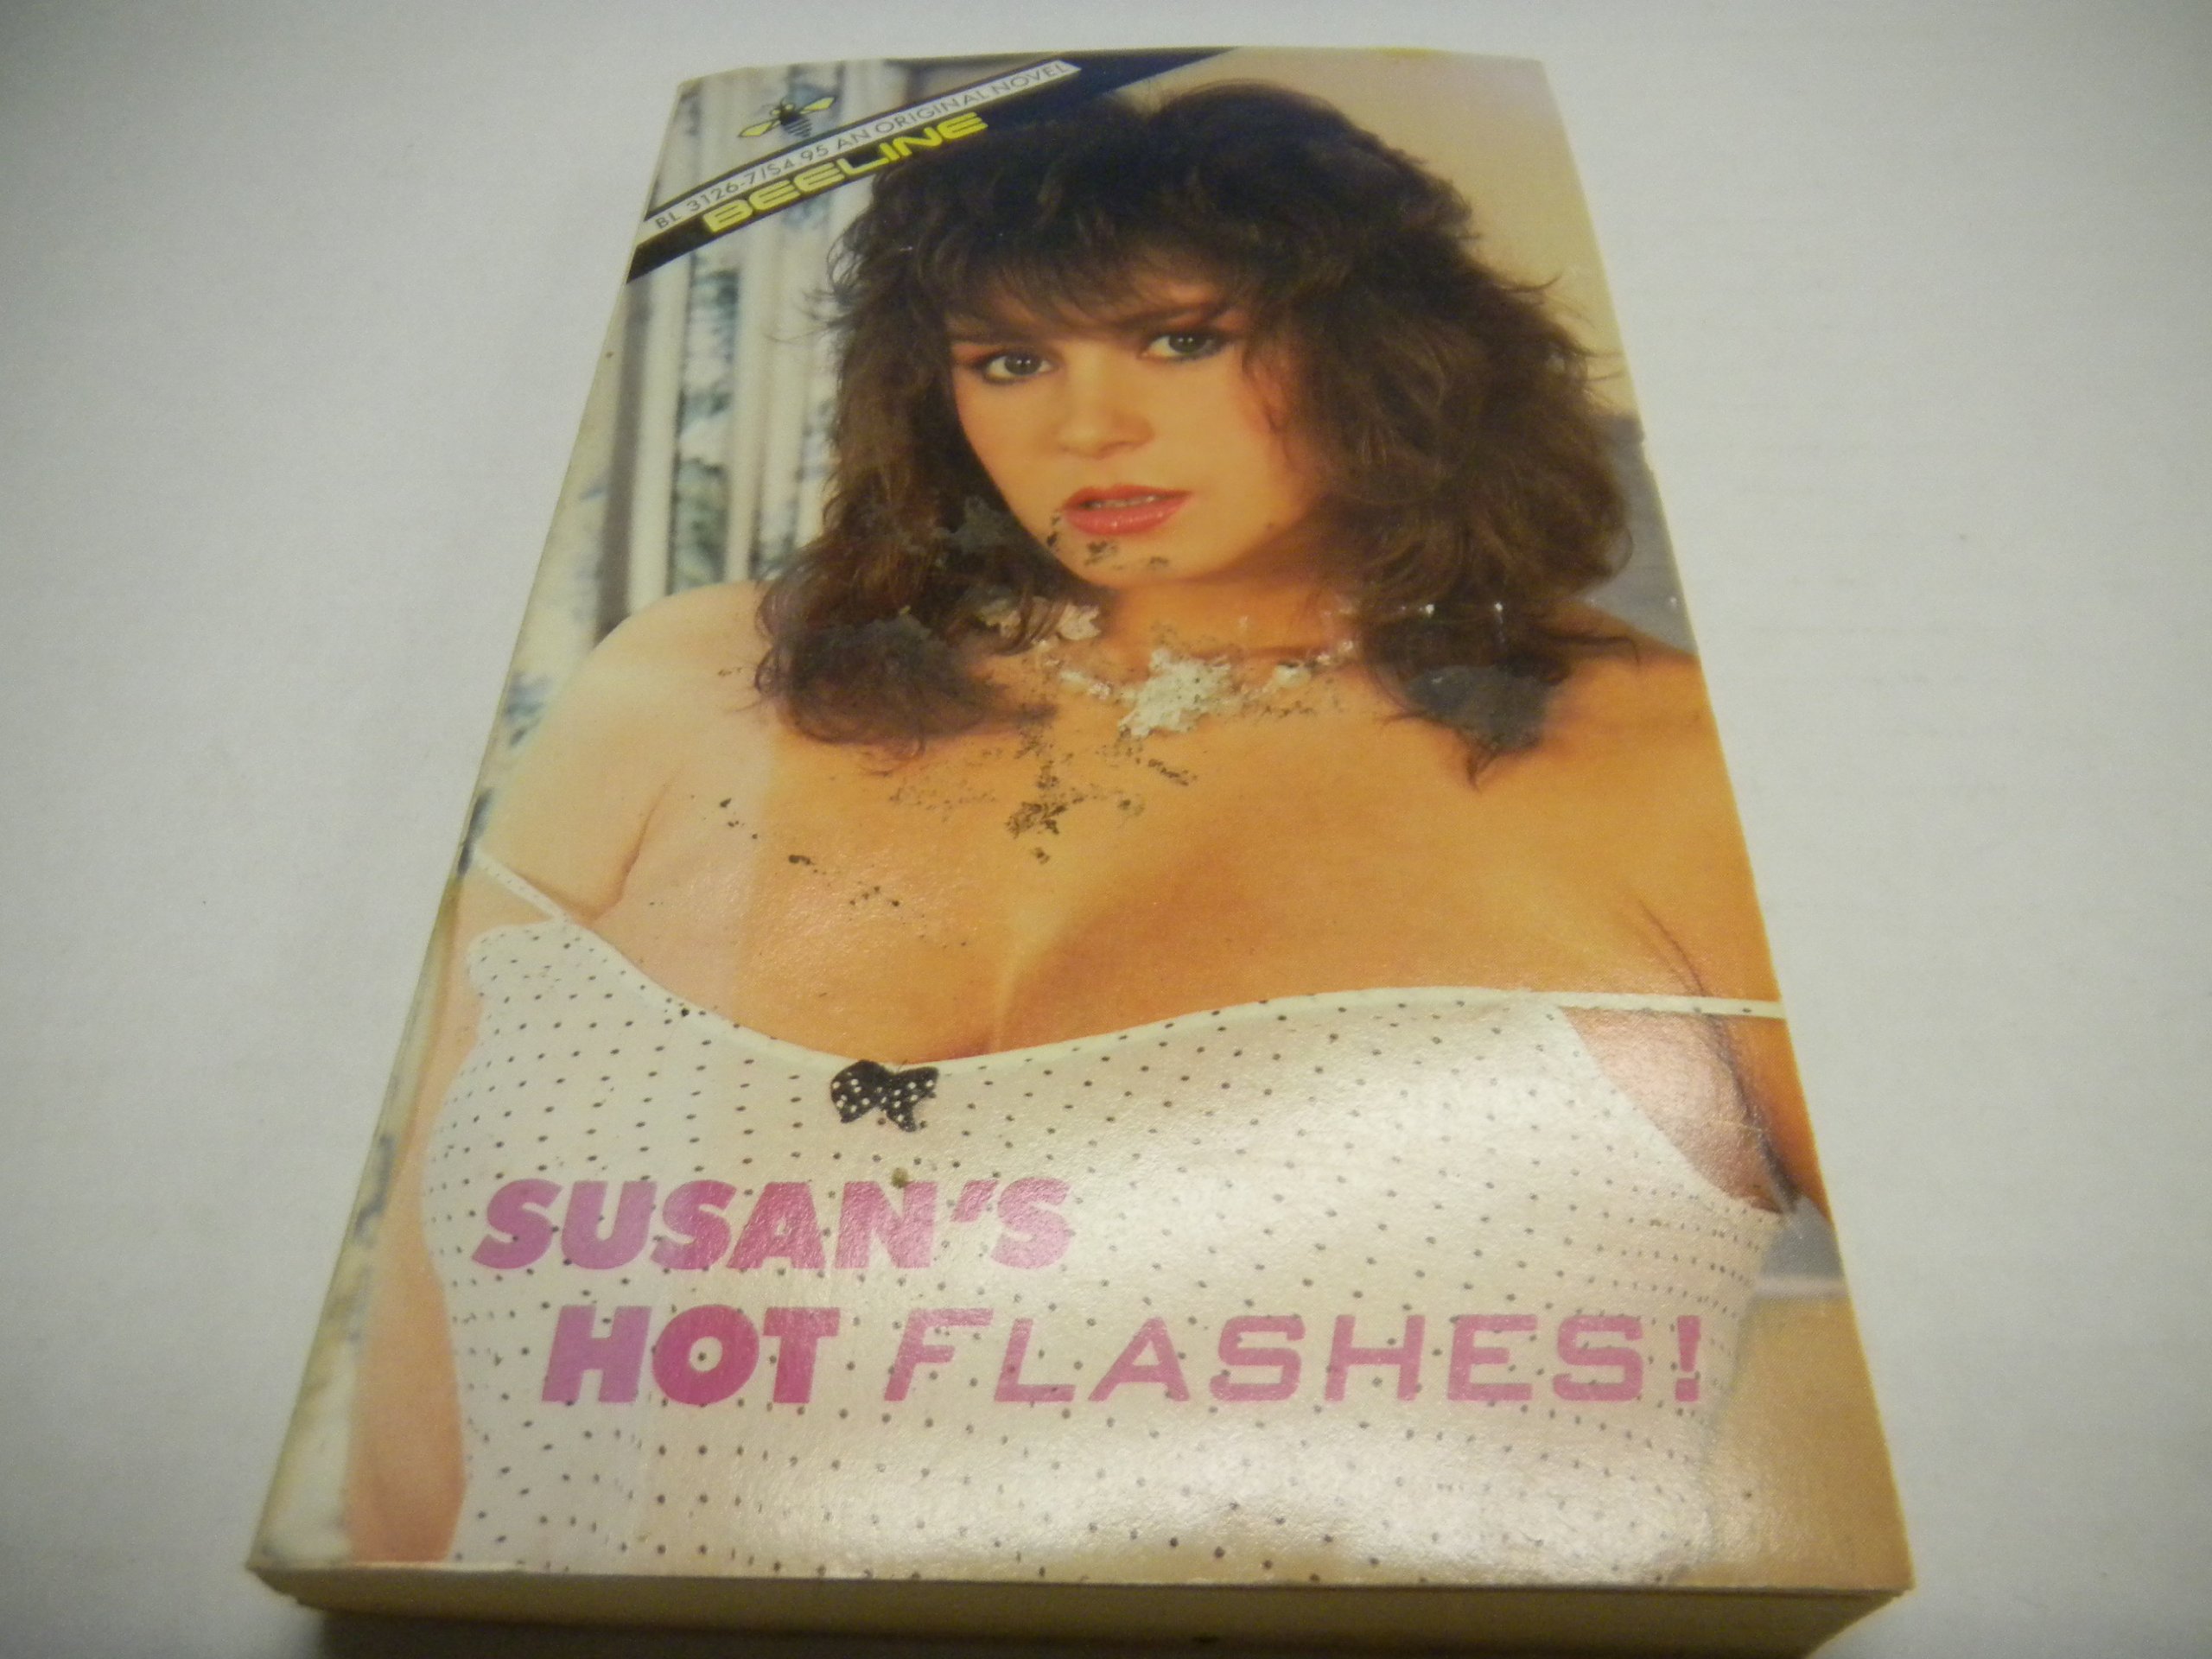 BL 3126-7/$4.95 AN ORIGINAL NOVEL
BEELINE
SUSAN'S
HOT FLASHES!